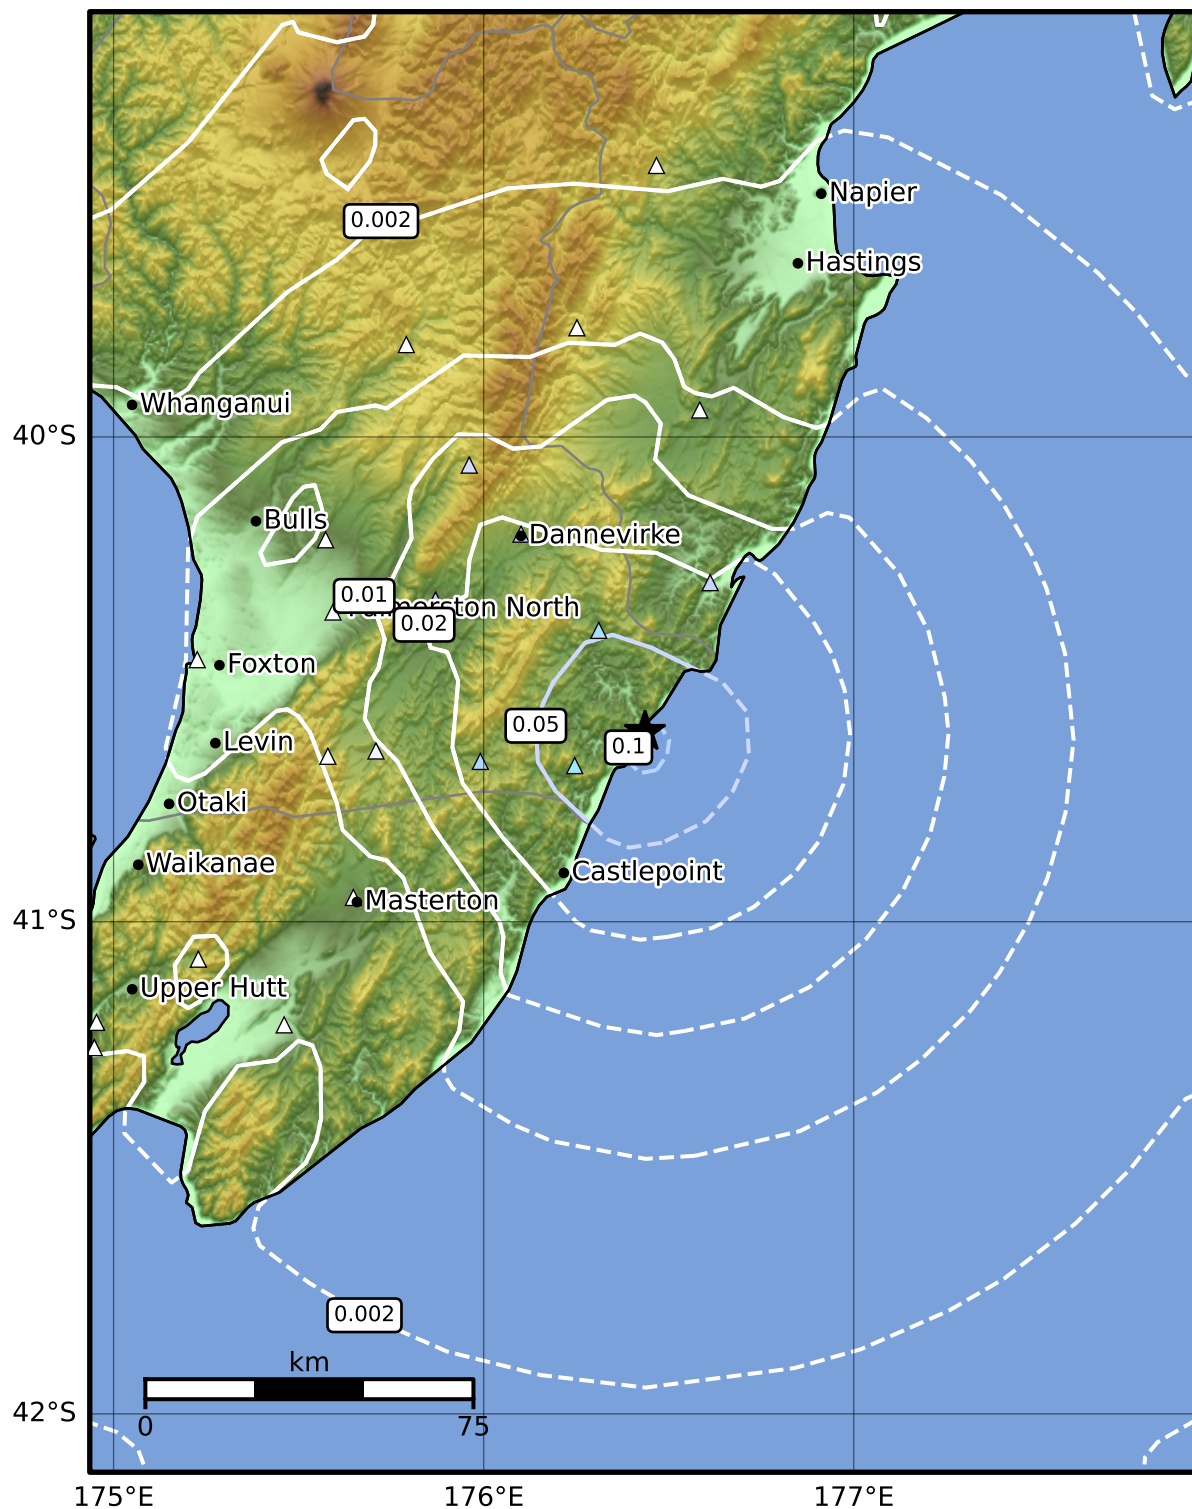 Napier
0.002
Hastings
Whanganui
40°S
Bulls
Dannevirke
0.01
Palmerston North
0.02
Foxton
0.05
Levin
0.1
Otaki
Waikanae
Castlepoint
Masterton
41°S
Upper Hutt
0.002
km
0
75
42°S
175°E
176°E
177°E